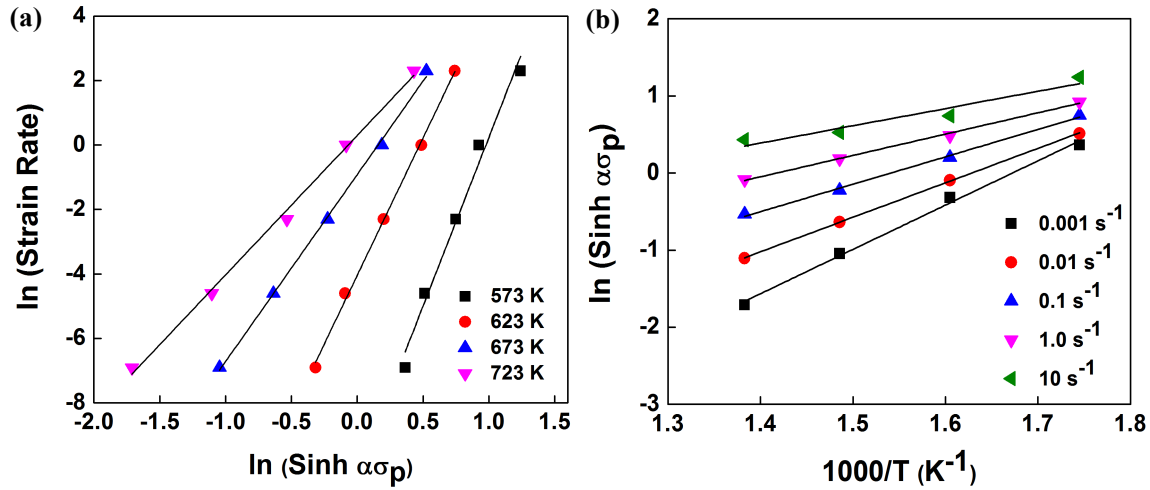 (a)
ln (Strain Rate)
4
2
0
-2
-4
-6
-8
-2.0 -1.5 -1.0 -0.5 0.0 0.5 1.0 1.5
ln (Sinh ασp)
573 K
623 K
673 K
723 K
(b)
ln (Sinh ασp)
2
1
0
-1
-2
-3
1.3 1.4 1.5 1.6 1.7 1.8
1000/T (K-1)
0.001 s-1
0.01 s-1
0.1 s-1
1.0 s-1
10 s-1